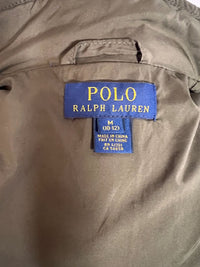 POLO
RALPH LAUREN
M
(10-12)
MADE IN CHINA
FAIT EN CHINE